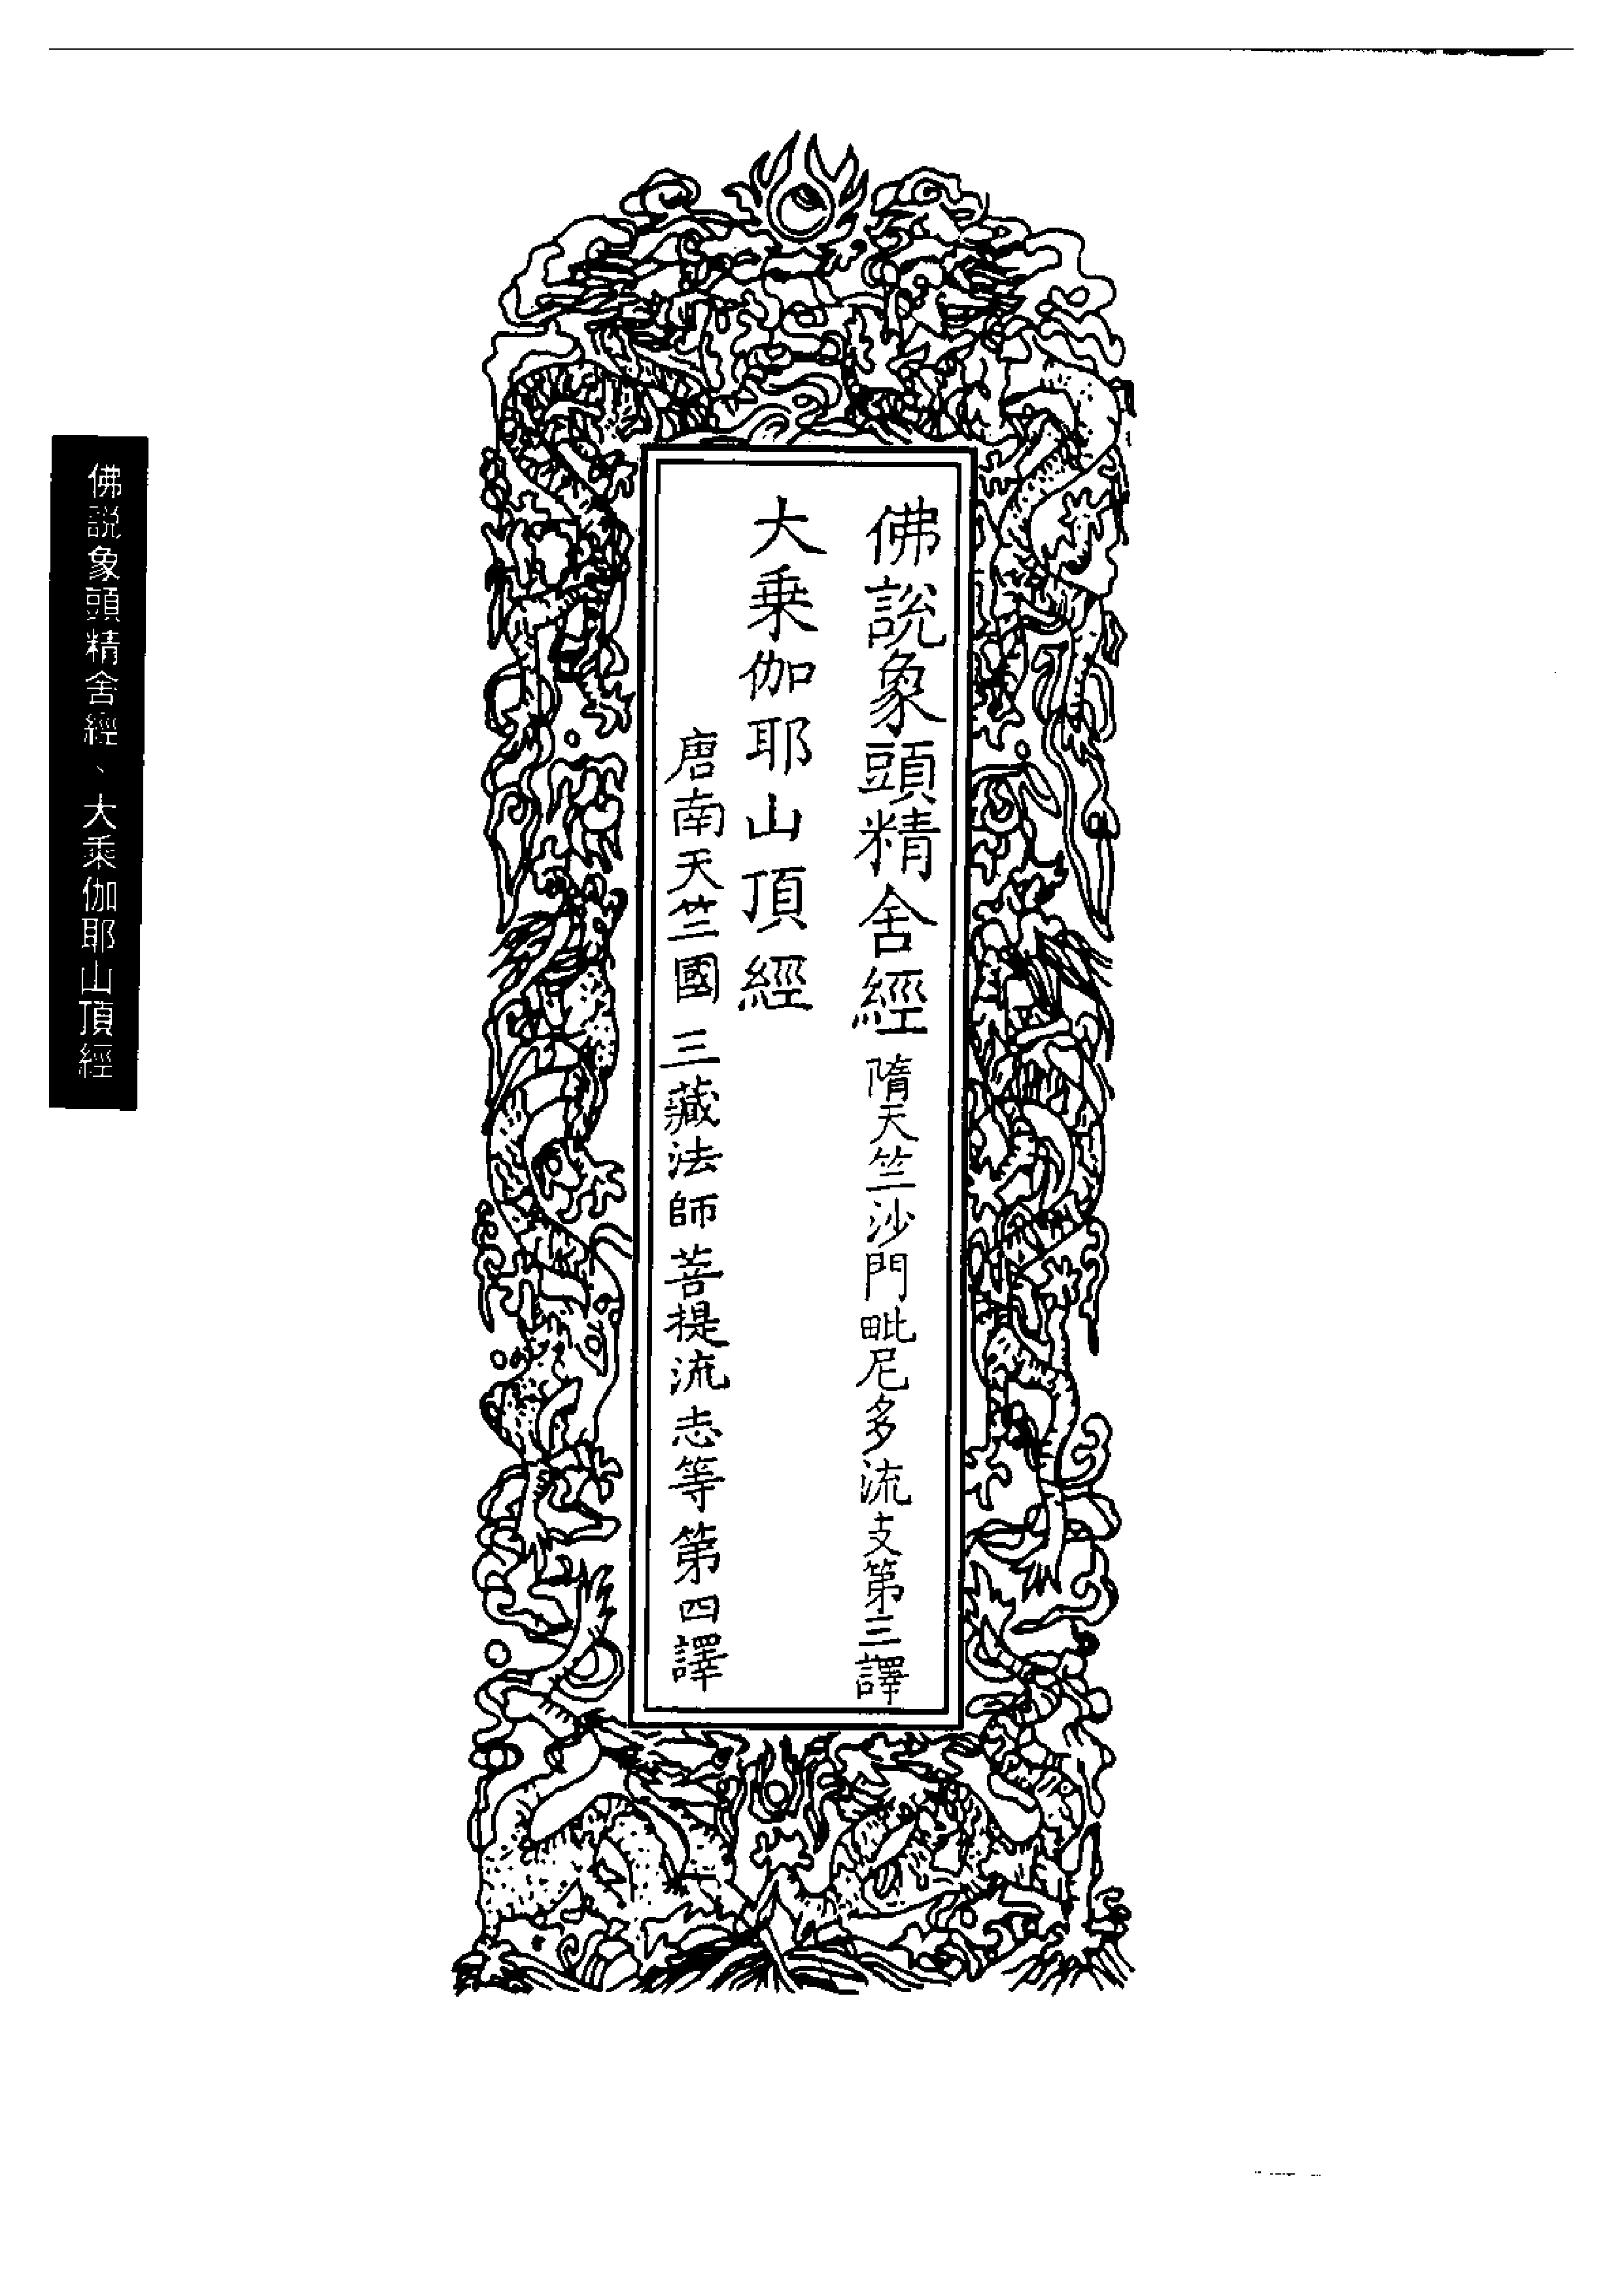 佛說象頭精舍經 隋天竺沙門毗尼多流支第三譯
大乘伽耶山頂經
唐南天竺國三藏法師菩提流志等第四譯
佛説象頭精舍經、大乘伽耶山頂經